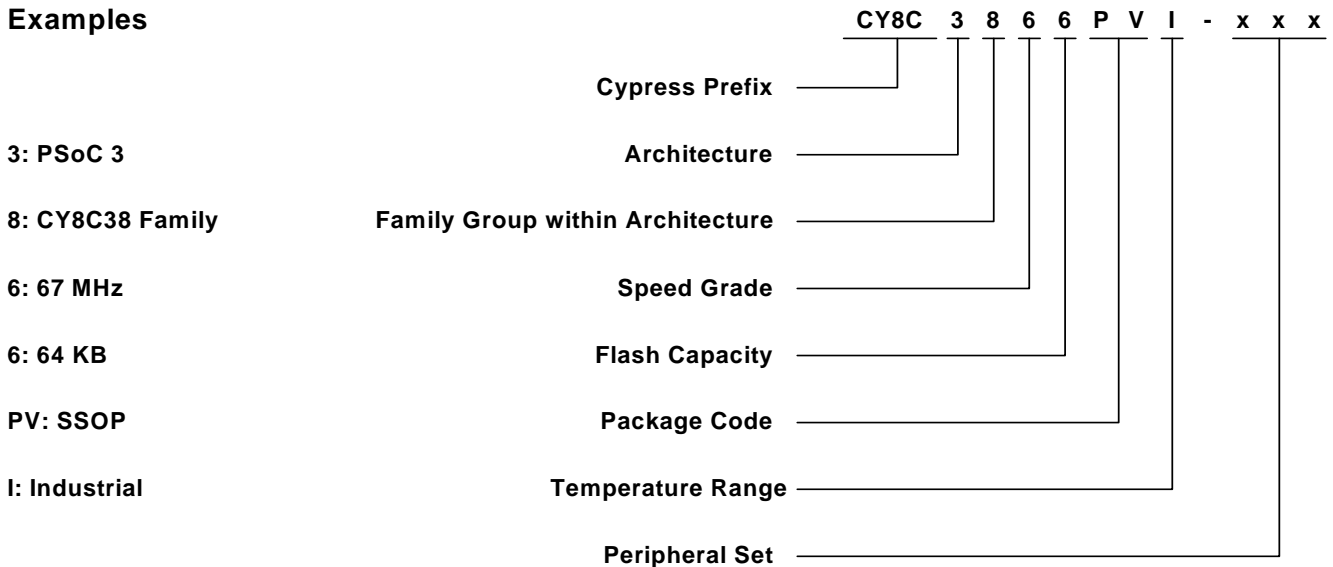 Examples CY8C 3 8 6 6 P V I - x x x
Cypress Prefix
3: PSoC 3 Architecture
8: CY8C38 Family Family Group within Architecture
6: 67 MHz Speed Grade
6: 64 KB Flash Capacity
PV: SSOP Package Code
I: Industrial Temperature Range
Peripheral Set